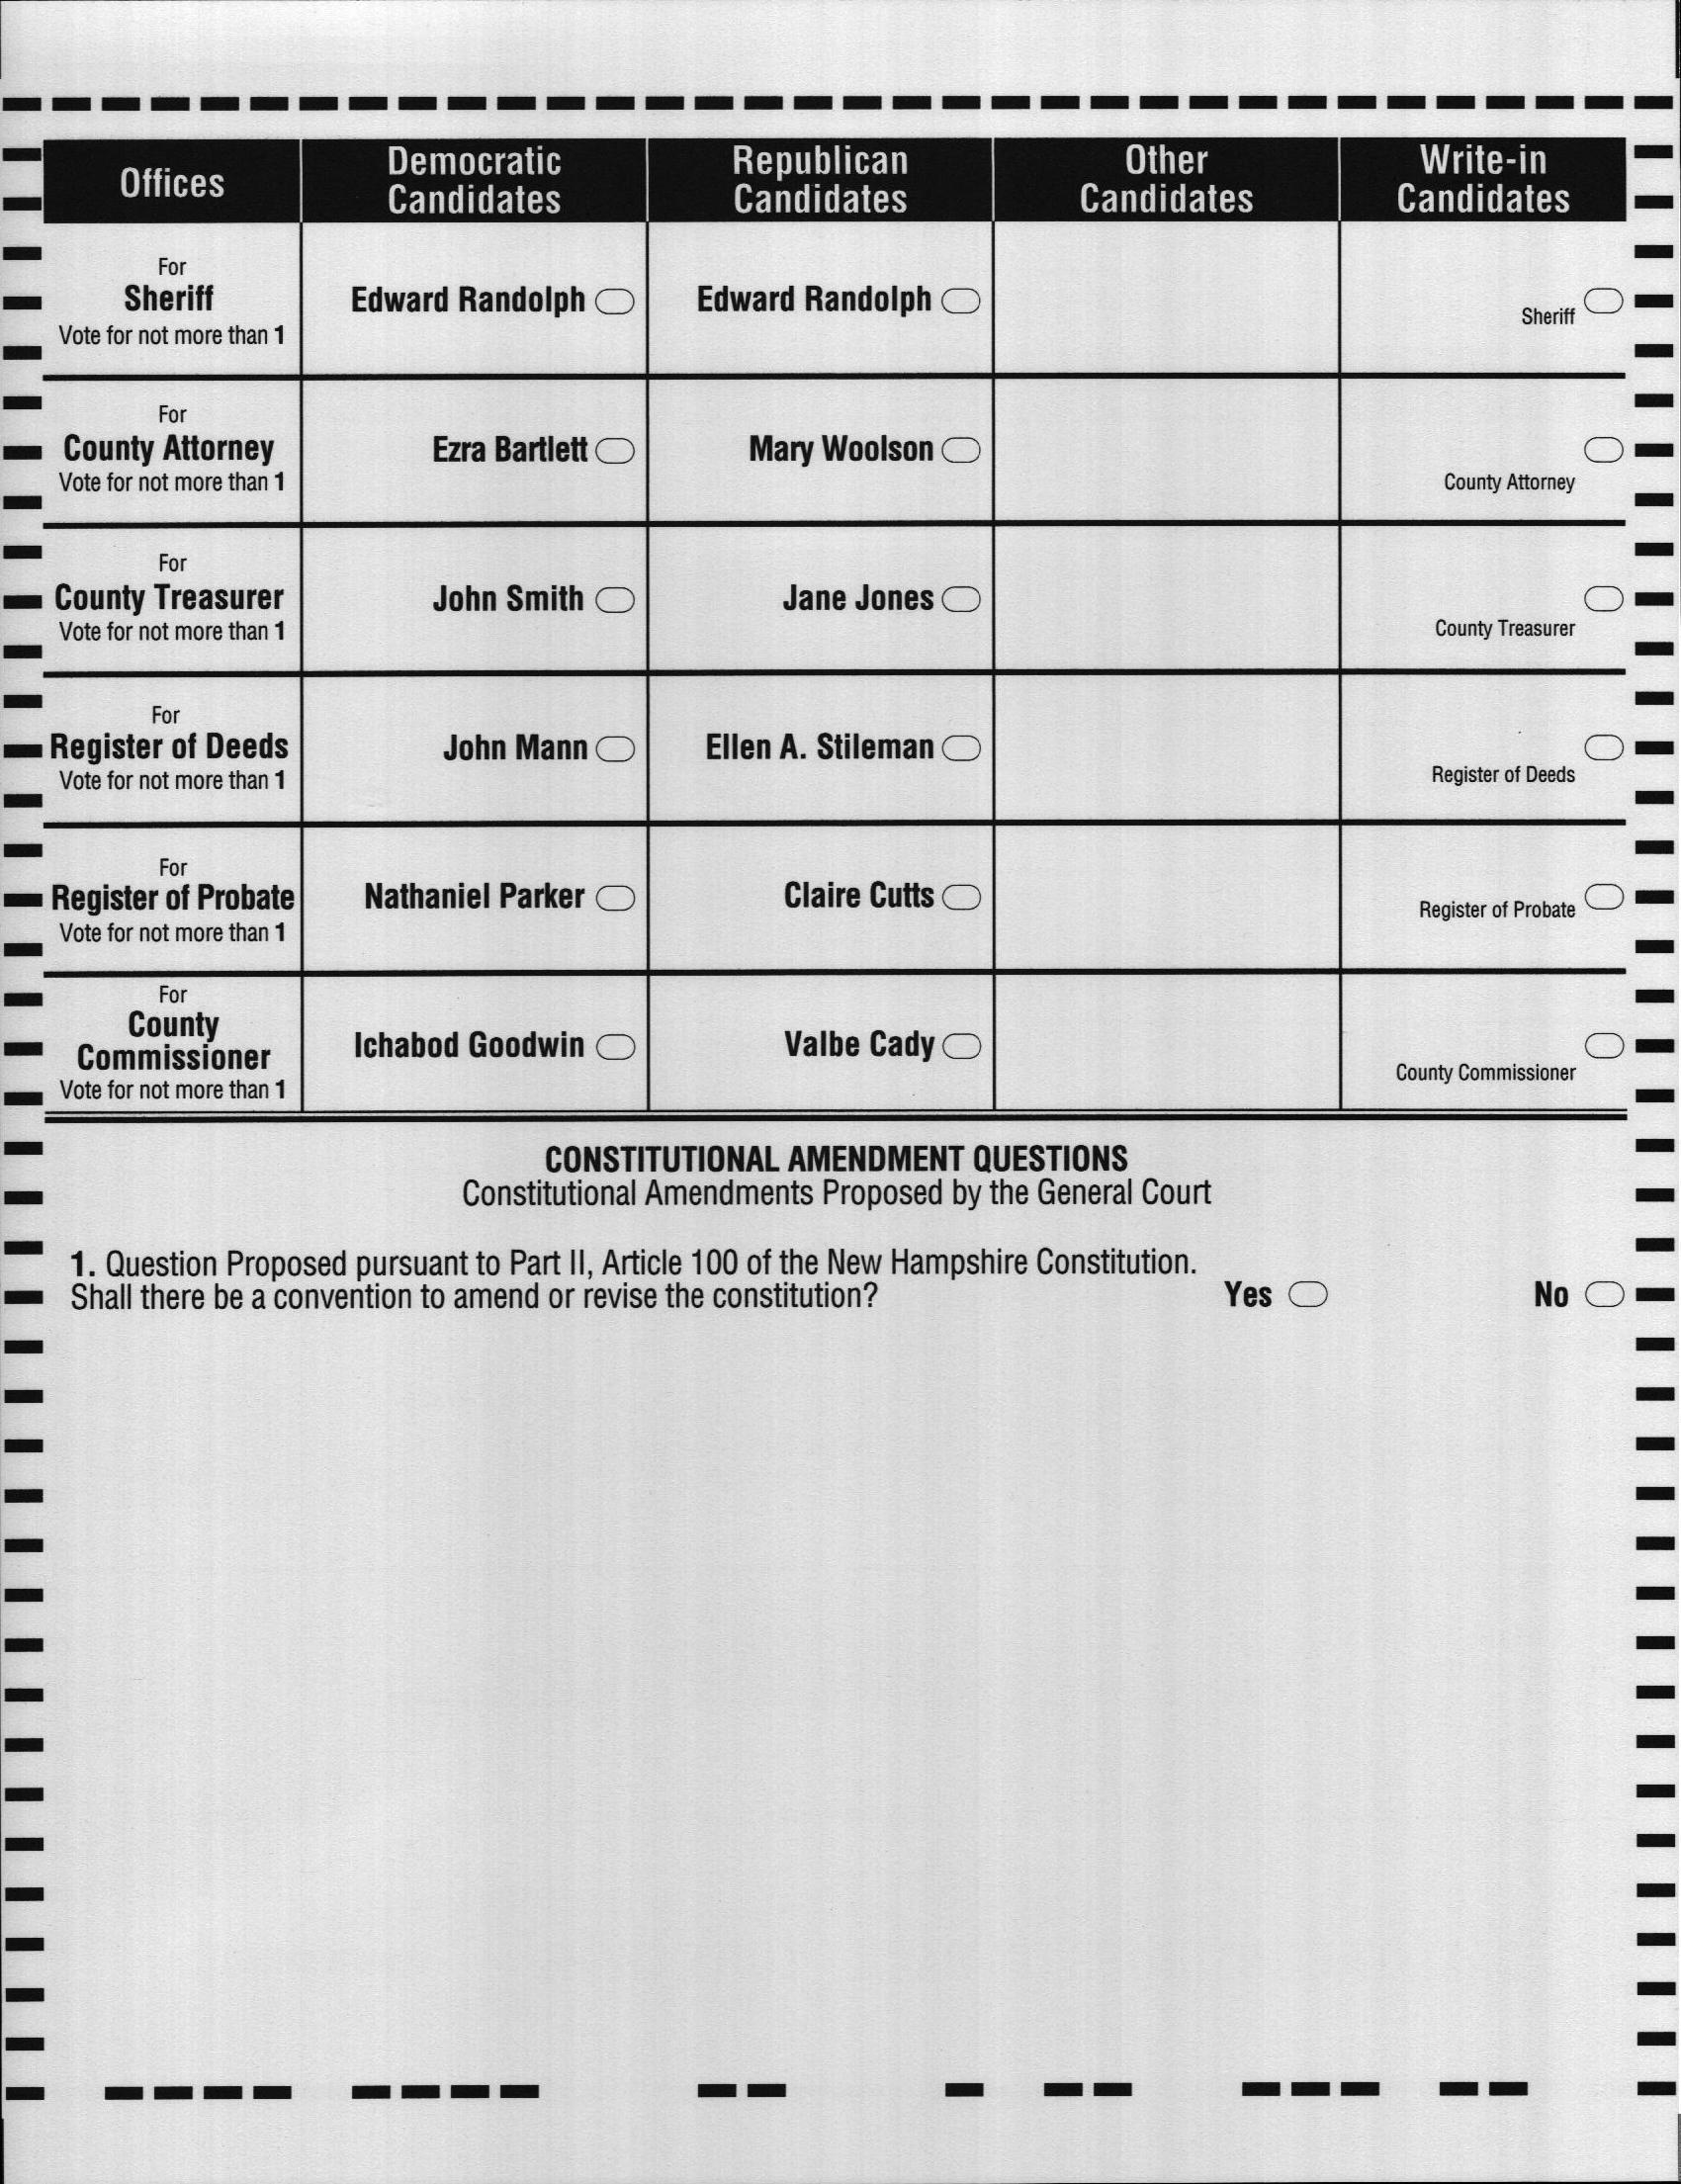 Offices
Democratic
Candidates
Republican
Candidates
Other
Candidates
Write-in
Candidates
For
Sheriff
Vote for not more than 1
Edward Randolph
Edward Randolph
Sheriff
For
County Attorney
Vote for not more than 1
Ezra Bartlett
Mary Woolson
County Attorney
For
County Treasurer
Vote for not more than 1
John Smith
Jane Jones
County Treasurer
For
Register of Deeds
Vote for not more than 1
John Mann
Ellen A. Stileman
Register of Deeds
For
Register of Probate
Vote for not more than 1
Nathaniel Parker
Claire Cutts
Register of Probate
For
County
Commissioner
Vote for not more than 1
Ichabod Goodwin
Valbe Cady
County Commissioner
CONSTITUTIONAL AMENDMENT QUESTIONS
Constitutional Amendments Proposed by the General Court
1. Question Proposed pursuant to Part II, Article 100 of the New Hampshire Constitution.
Shall there be a convention to amend or revise the constitution? Yes No